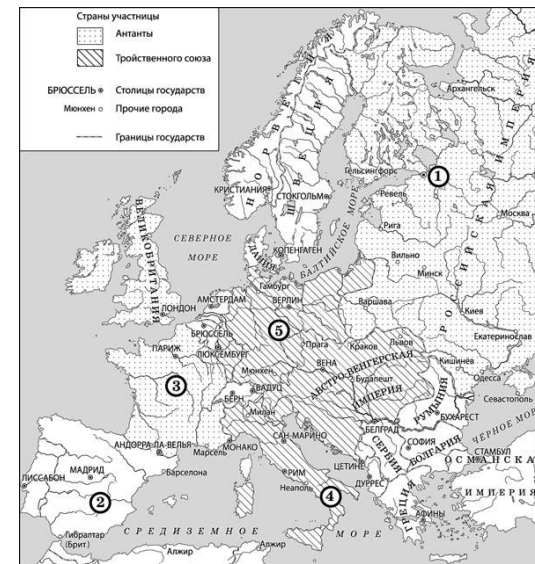 Страны участницы
Антанты
Тройственного союза
БРЮССЕЛЬ Столицы государств
Мюнхен Прочие города
Границы государств
НОРВЕГИЯ
ШВЕЦИЯ
Архангельск
РОССИЙСКАЯ ИМПЕРИЯ
Гельсингфорс
1
КРИСТИАНИЯ
СТОКГОЛЬМ
Ревель
Рига
Москва
ВЕЛИКОБРИТАНИЯ
СЕВЕРНОЕ
МОРЕ
КОПЕНГАГЕН
ДАНИЯ
БАЛТИЙСКОЕ МОРЕ
Вильно
Минск
Гамбург
АМСТЕРДАМ
БЕРЛИН
Варшава
ЛОНДОН
БРЮССЕЛЬ
5
Киев
ЛЮКСЕМБУРГ
Прага
Краков
Львов
Екатеринослав
ПАРИЖ
Мюнхен
ВЕНА
АВСТРО-ВЕНГЕРСКАЯ
ИМПЕРИЯ
Кишинёв
3
ВАДУЦ
Будапешт
Одесса
БЕРН
Севастополь
Милан
РУМЫНИЯ
БЕЛГРАД
БУХАРЕСТ
ЧЁРНОЕ МОР
АНДОРРА-ЛА-ВЕЛЬЯ
Марсель
МОНАКО
САН-МАРИНО
СЕРБИЯ
СОФИЯ
БОЛГАРИЯ
ЦЕТИНЕ
СТАМБУЛ
ОСМАНСКА
ЛИССАБОН
МАДРИД
Барселона
РИМ
Неаполь
ДУРРЕС
ИМПЕРИЯ
2
4
ГРЕЦИЯ
АФИНЫ
Гибралтар
(Брит.)
СРЕДИЗЕМНОЕ
МОРЕ
Алжир
Алжир